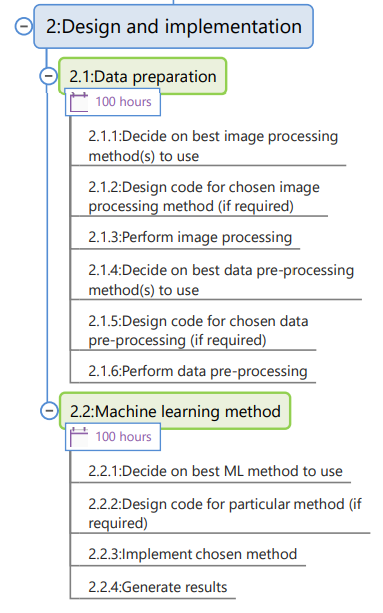 2:Design and implementation
2.1:Data preparation
100 hours
2.1.1:Decide on best image processing
method(s) to use
2.1.2:Design code for chosen image
processing method (if required)
2.1.3:Perform image processing
2.1.4:Decide on best data pre-processing
method(s) to use
2.1.5:Design code for chosen data
pre-processing (if required)
2.1.6:Perform data pre-processing
2.2:Machine learning method
100 hours
2.2.1:Decide on best ML method to use
2.2.2:Design code for particular method (if
required)
2.2.3:Implement chosen method
2.2.4:Generate results